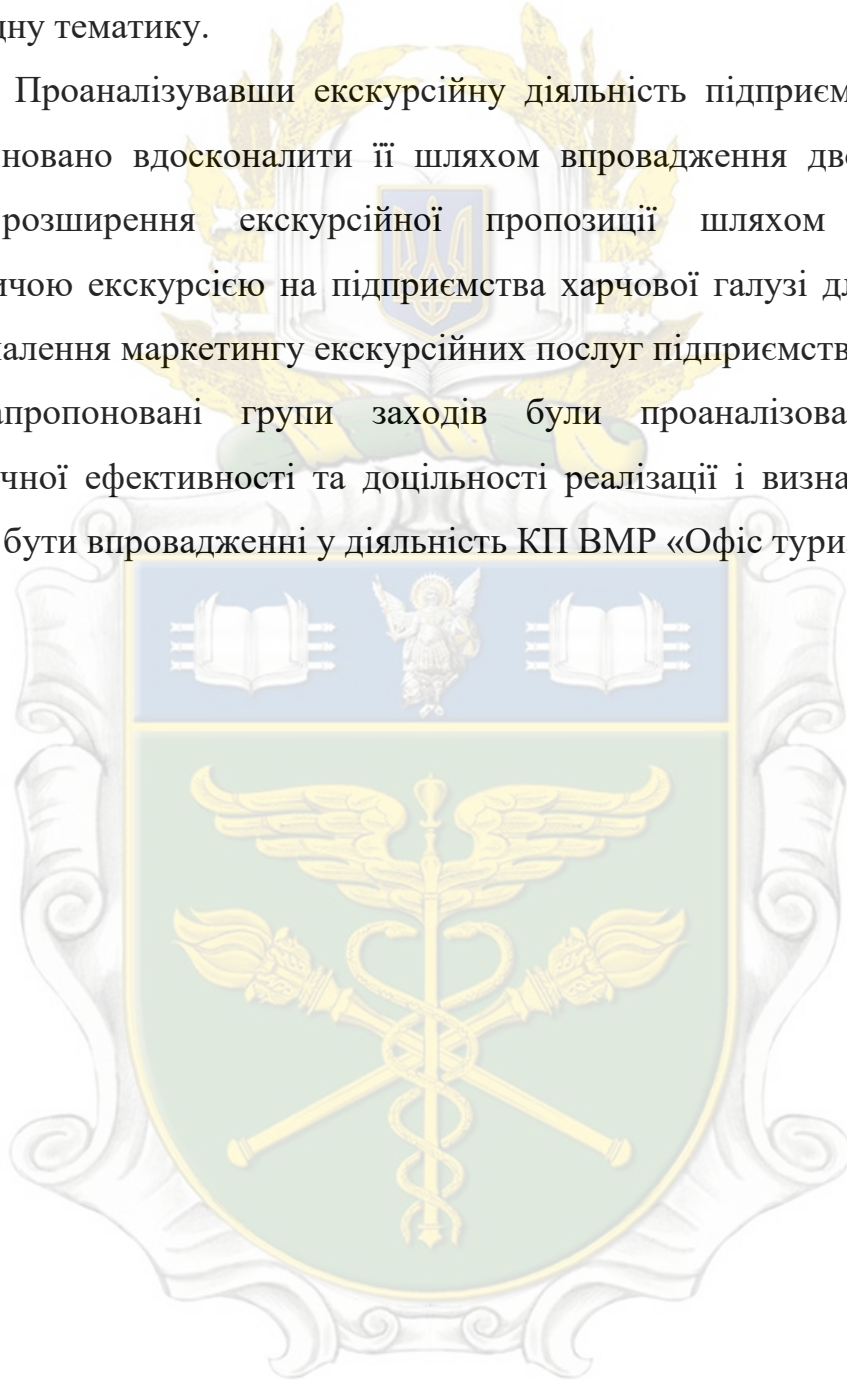 дну тематику.
Проаналізувавши екскурсійну діяльність підприєм
новано вдосконалити її шляхом впровадження дв
розширення екскурсійної пропозиції шляхом
ичою екскурсією на підприємства харчової галузі дл
алення маркетингу екскурсійних послуг підприємств
апропоновані групи заходів були проаналізова
чної ефективності та доцільності реалізації і визна
бути впровадженні у діяльність КП ВМР «Офіс тури